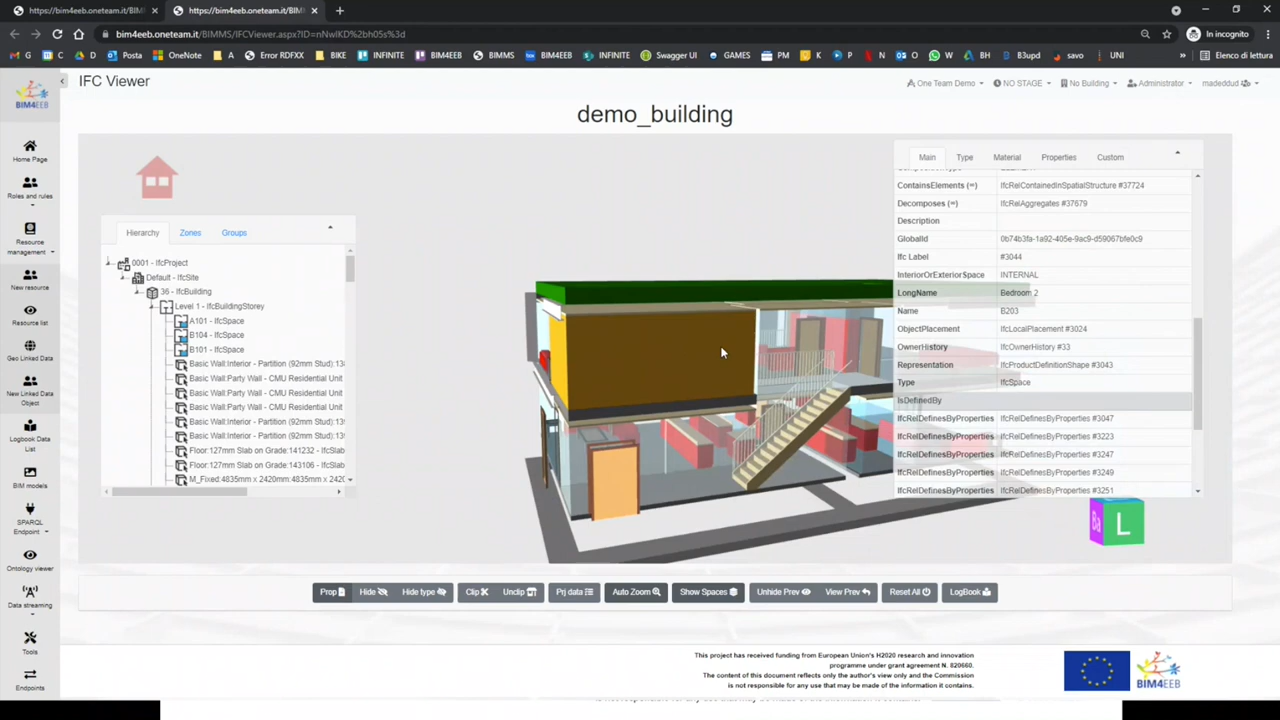 https://bim4eeb.oneteam.it/BIM
https://bim4eeb.oneteam.it/BIM
bim4eeb.oneteam.it/BIMMS/IFCViewer.aspx?ID=nNwIKD%2bh05s%3d
In incognito
G
C
A
D
Posta
OneNote
A
Error RDFXX
BIKE
INFINITE
BIM4EEB
BIMMS
BIM4EEB
INFINITE
Swagger UI
GAMES
PM
K
P
N
O
W
BH
B3upd
savo
UNI
»
Elenco di lettura
BIM4EEB
IFC Viewer
One Team Demo
NO STAGE
No Building
Administrator
madeddud
demo_building
Home Page
Roles and rules
Resource management
New resource
Resource list
Geo Linked Data
New Linked Data Object
Logbook Data List
BIM models
SPARQL Endpoint
Ontology viewer
Data streaming
Tools
Endpoints
Hierarchy Zones Groups
0001 - IfcProject
Default - IfcSite
36 - IfcBuilding
Level 1 - IfcBuildingStorey
A101 - IfcSpace
B104 - IfcSpace
B101 - IfcSpace
Basic Wall:Interior - Partition (92mm Stud):13
Basic Wall:Party Wall - CMU Residential Unit
Basic Wall:Party Wall - CMU Residential Unit
Basic Wall:Party Wall - CMU Residential Unit
Basic Wall:Interior - Partition (92mm Stud):13
Basic Wall:Interior - Partition (92mm Stud):13
Floor:127mm Slab on Grade:141232 - IfcSlab
Floor:127mm Slab on Grade:143106 - IfcSlab
M_Fixed:4835mm x 2420mm:4835mm x 2420
Main Type Material Properties Custom
ContainsElements (∞) IfcRelContainedInSpatialStructure #37724
Decomposes (∞) IfcRelAggregates #37679
Description
GlobalId 0b74b3fa-1a92-405e-9ac9-d59067bfe0c9
Ifc Label #3044
InteriorOrExteriorSpace INTERNAL
LongName Bedroom 2
Name B203
ObjectPlacement IfcLocalPlacement #3024
OwnerHistory IfcOwnerHistory #33
Representation IfcProductDefinitionShape #3043
Type IfcSpace
IsDefinedBy
IfcRelDefinesByProperties IfcRelDefinesByProperties #3047
IfcRelDefinesByProperties IfcRelDefinesByProperties #3223
IfcRelDefinesByProperties IfcRelDefinesByProperties #3247
IfcRelDefinesByProperties IfcRelDefinesByProperties #3249
IfcRelDefinesByProperties IfcRelDefinesByProperties #3251
Ba L
Prop Hide Hide type Clip Unclip Prj data Auto Zoom Show Spaces Unhide Prev View Prev Reset All LogBook
This project has received funding from European Union's H2020 research and innovation
programme under grant agreement N. 820660.
The content of this document reflects only the author's view only and the Commission
is not responsible for any use that may be made of the information it contains.
BIM4EEB